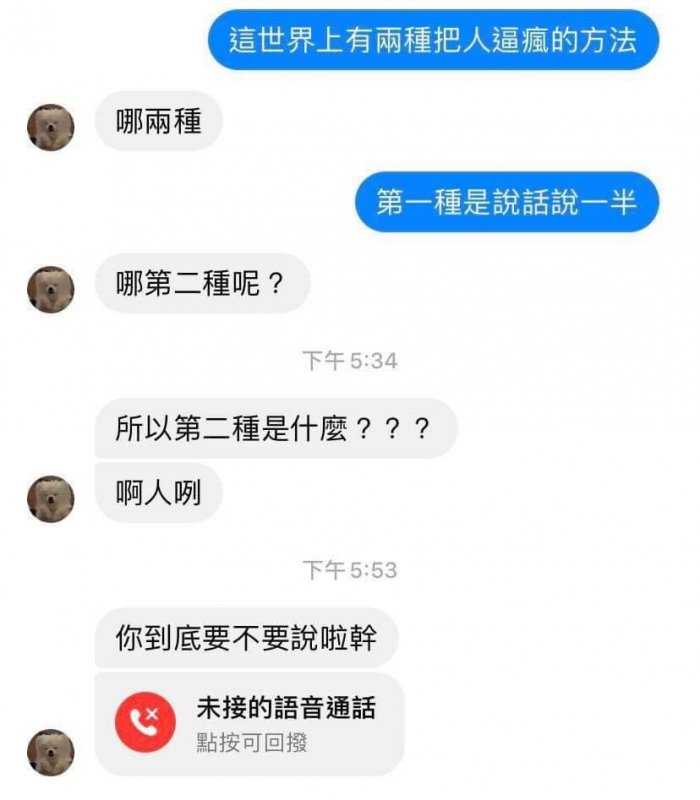 這世界上有兩種把人逼瘋的方法
哪兩種
第一種是說話說一半
哪第二種呢？
下午5:34
所以第二種是什麼？？？
啊人咧
下午5:53
你到底要不要說啦幹
未接的語音通話
點按可回撥